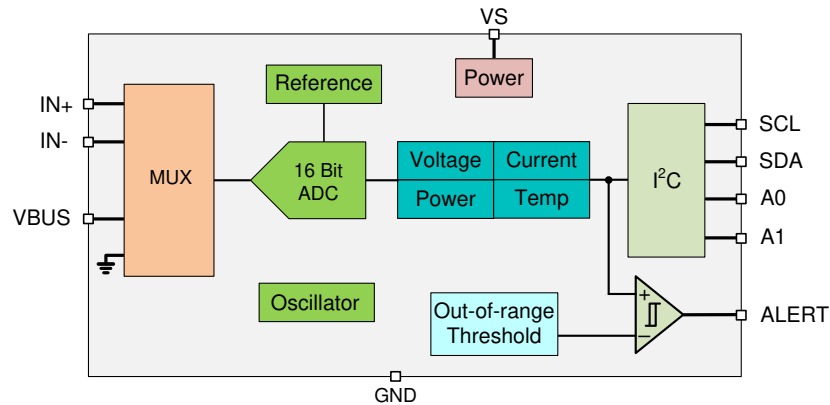 VS
Power
Reference
IN+
IN-
VBUS
MUX
16 Bit
ADC
Voltage
Current
Power
Temp
I²C
SCL
SDA
A0
A1
Oscillator
Out-of-range
Threshold
+
−
ALERT
GND